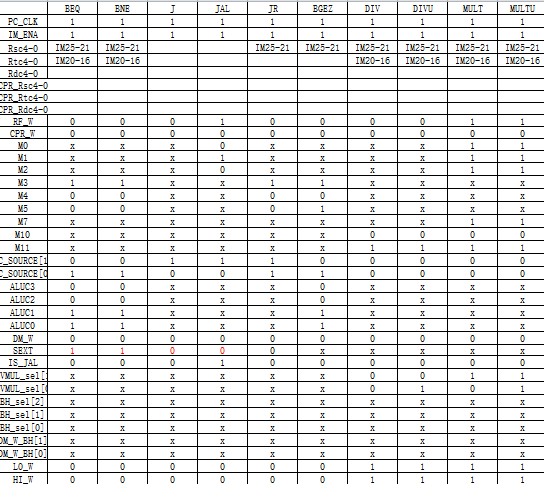 BEQ BNE J JAL JR BGEZ DIV DIVU MULT MULTU
PC_CLK 1 1 1 1 1 1 1 1 1 1
IM_ENA 1 1 1 1 1 1 1 1 1 1
Rsc4-0 IM25-21 IM25-21 IM25-21 IM25-21 IM25-21 IM25-21 IM25-21 IM25-21
Rtc4-0 IM20-16 IM20-16 IM20-16 IM20-16 IM20-16 IM20-16
Rdc4-0
CPR_Rsc4-0
CPR_Rtc4-0
CPR_Rdc4-0
RF_W 0 0 0 1 0 0 0 0 1 1
CPR_W 0 0 0 0 0 0 0 0 0 0
M0 x x x 0 x x x x 1 1
M1 x x x 1 x x x x 1 1
M2 x x x 0 x x x x 1 1
M3 1 1 x x 1 1 x x x x
M4 0 0 x x 0 0 x x x x
M5 0 0 x x 0 1 x x x x
M7 x x x x x x x x 1 1
M10 x x x x x x 0 0 0 0
M11 x x x x x x 1 1 1 1
C_SOURCE[1 0 0 1 1 1 0 0 0 0 0
C_SOURCE[0 1 1 0 0 1 1 0 0 0 0
ALUC3 0 0 x x x 0 x x x x
ALUC2 0 0 x x x 0 x x x x
ALUC1 1 1 x x x 1 x x x x
ALUC0 1 1 x x x 1 x x x x
DM_W 0 0 0 0 0 0 0 0 0 0
SEXT 1 1 0 0 0 x x x x x
IS_JAL 0 0 0 1 0 0 0 0 0 0
VMUL_sel[ x x x x x x 0 0 1 1
VMUL_sel[ x x x x x x 0 1 0 1
BH_sel[2] x x x x x x x x x x
BH_sel[1] x x x x x x x x x x
BH_sel[0] x x x x x x x x x x
DM_W_BH[1] x x x x x x x x x x
DM_W_BH[0] x x x x x x x x x x
LO_W 0 0 0 0 0 0 1 1 1 1
HI_W 0 0 0 0 0 0 1 1 1 1